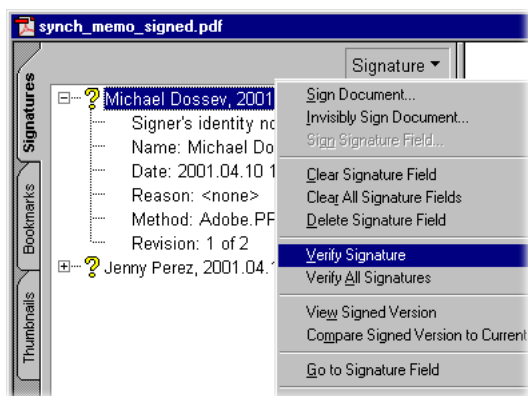 synch_memo_signed.pdf
Signature
Signatures
Bookmarks
Thumbnails
Michael Dossev, 2001
Signer's identity
Name: Michael Do
Date: 2001.04.10 1
Reason: <none>
Method: Adobe.PF
Revision: 1 of 2
Jenny Perez, 2001.04.
Sign Document...
Invisibly Sign Document...
Sign Signature Field...
Clear Signature Field
Clear All Signature Fields
Delete Signature Field
Verify Signature
Verify All Signatures
View Signed Version
Compare Signed Version to Current
Go to Signature Field